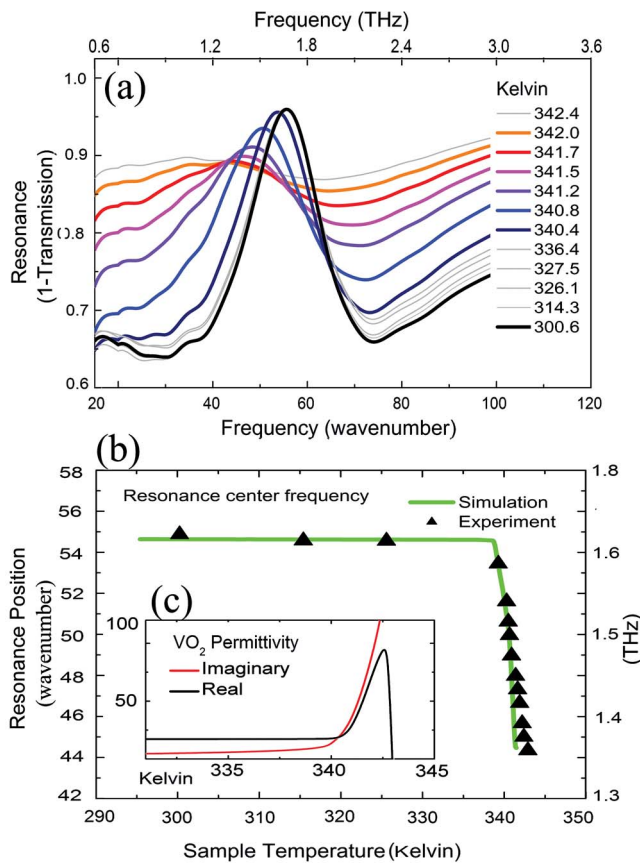 Frequency (THz)
0.6 1.2 1.8 2.4 3.0 3.6
(a)
Kelvin
342.4
342.0
341.7
341.5
341.2
340.8
340.4
336.4
327.5
326.1
314.3
300.6
1.0
0.9
0.8
0.7
0.6
Resonance
(1-Transmission)
20 40 60 80 100 120
Frequency (wavenumber)
(b)
Resonance center frequency
Simulation
Experiment
58
56
54
52
50
48
46
44
42
Resonance Position
(wavenumber)
1.8
1.7
1.6
1.5
1.4
1.3
(THz)
(c)
VO2 Permittivity
Imaginary
Real
100
50
Kelvin
335 340 345
290 300 310 320 330 340 350
Sample Temperature (Kelvin)